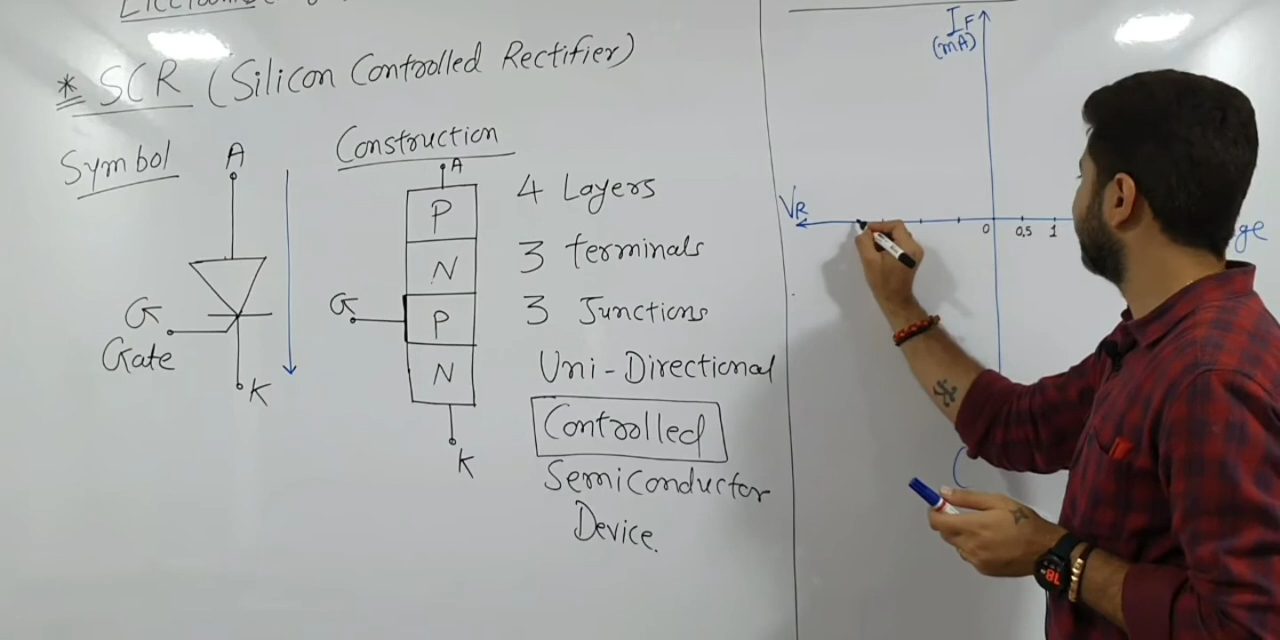 * SCR (Silicon Controlled Rectifier)
Symbol
A
G
Gate
K
Construction
A
P
N
G
P
N
K
4 Layers
3 terminals
3 Junctions
Uni-Directional
Controlled
Semiconductor
Device.
IF
(mA)
VR
0 0,5 1
ge